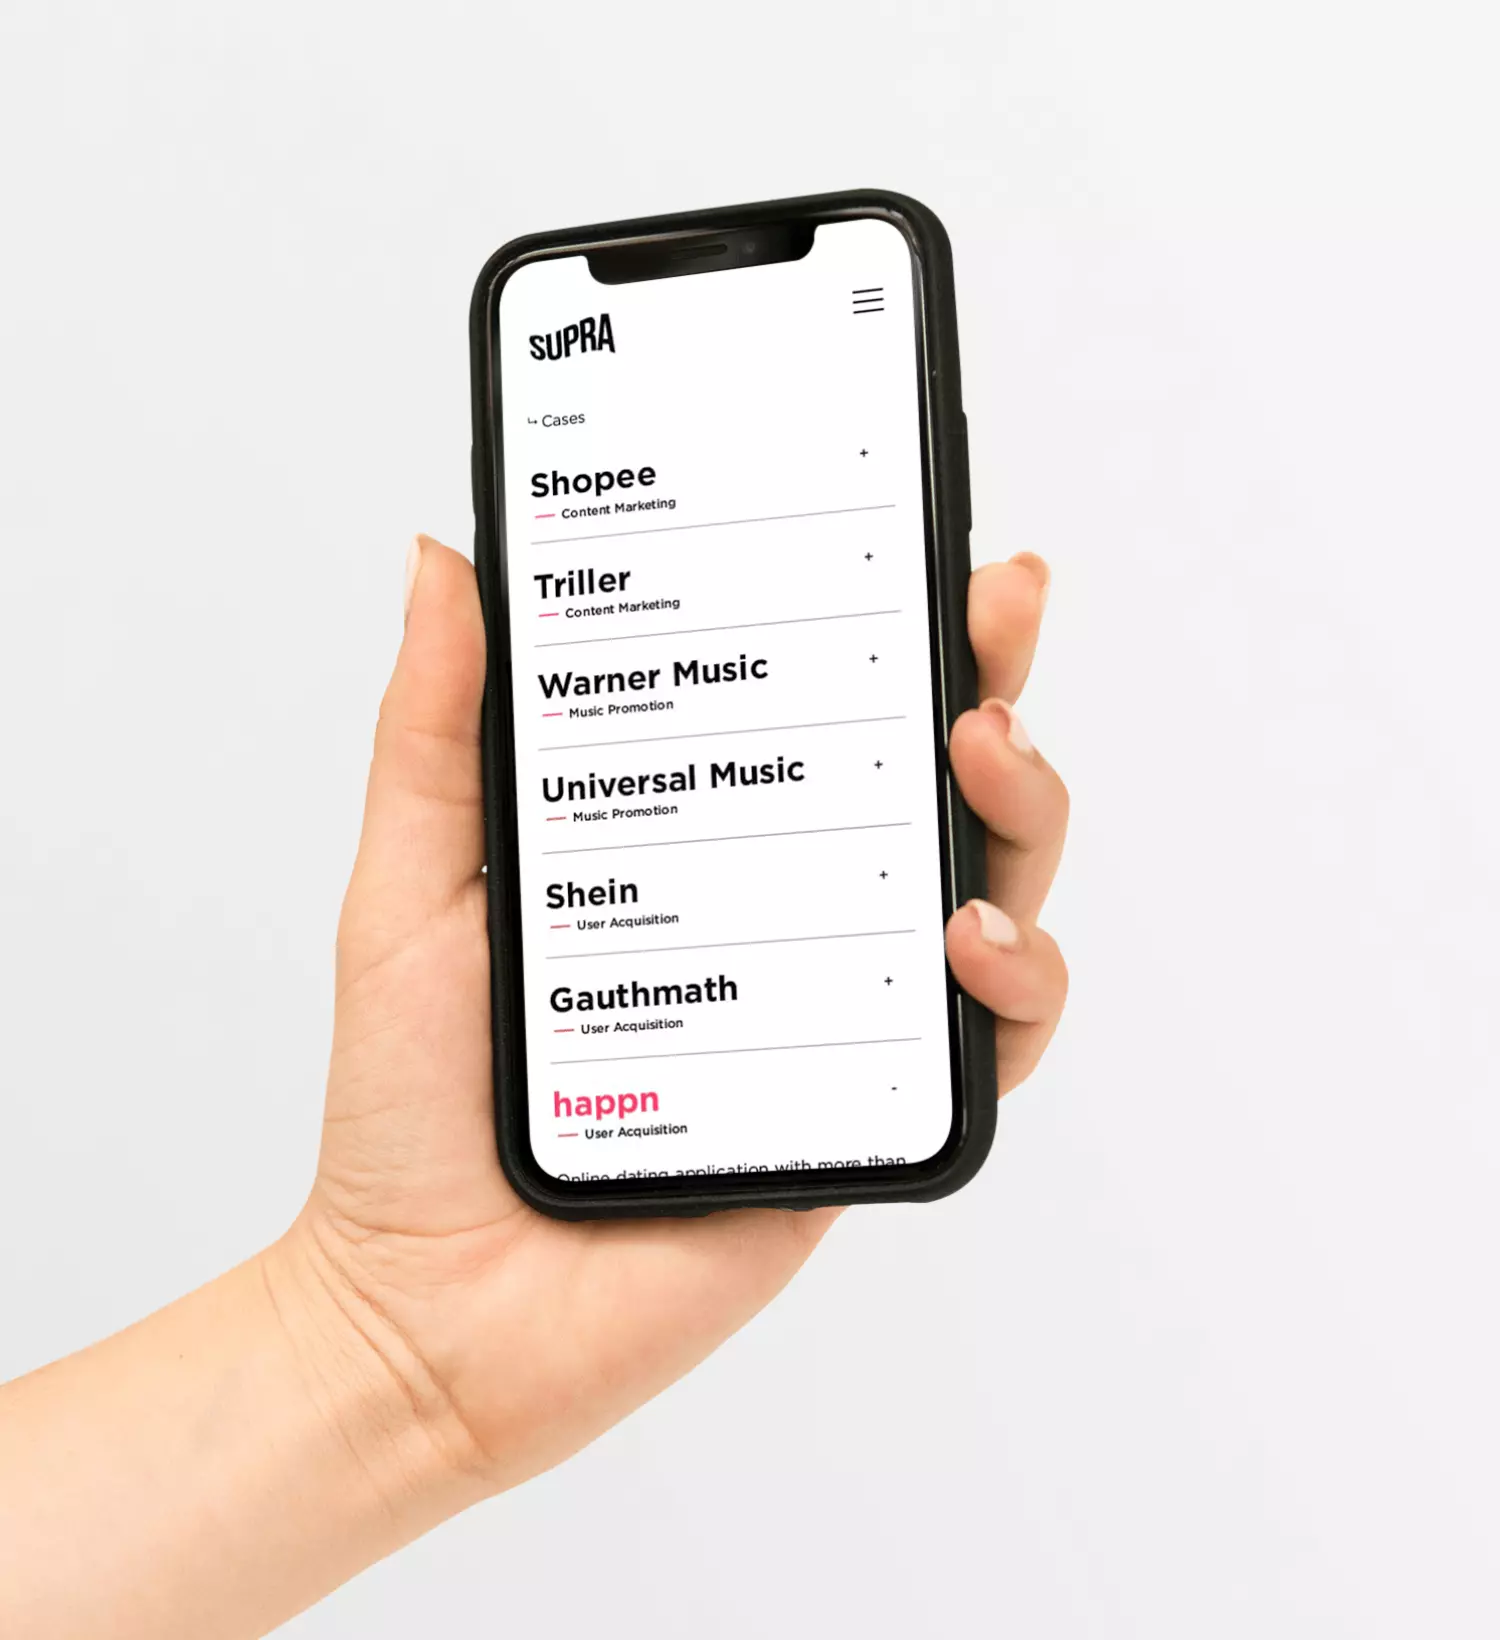 SUPRA
↳ Cases
Shopee
+
— Content Marketing
Triller
+
— Content Marketing
Warner Music
+
— Music Promotion
Universal Music
+
— Music Promotion
Shein
+
— User Acquisition
Gauthmath
+
— User Acquisition
happn
-
— User Acquisition
Online dating application with more than